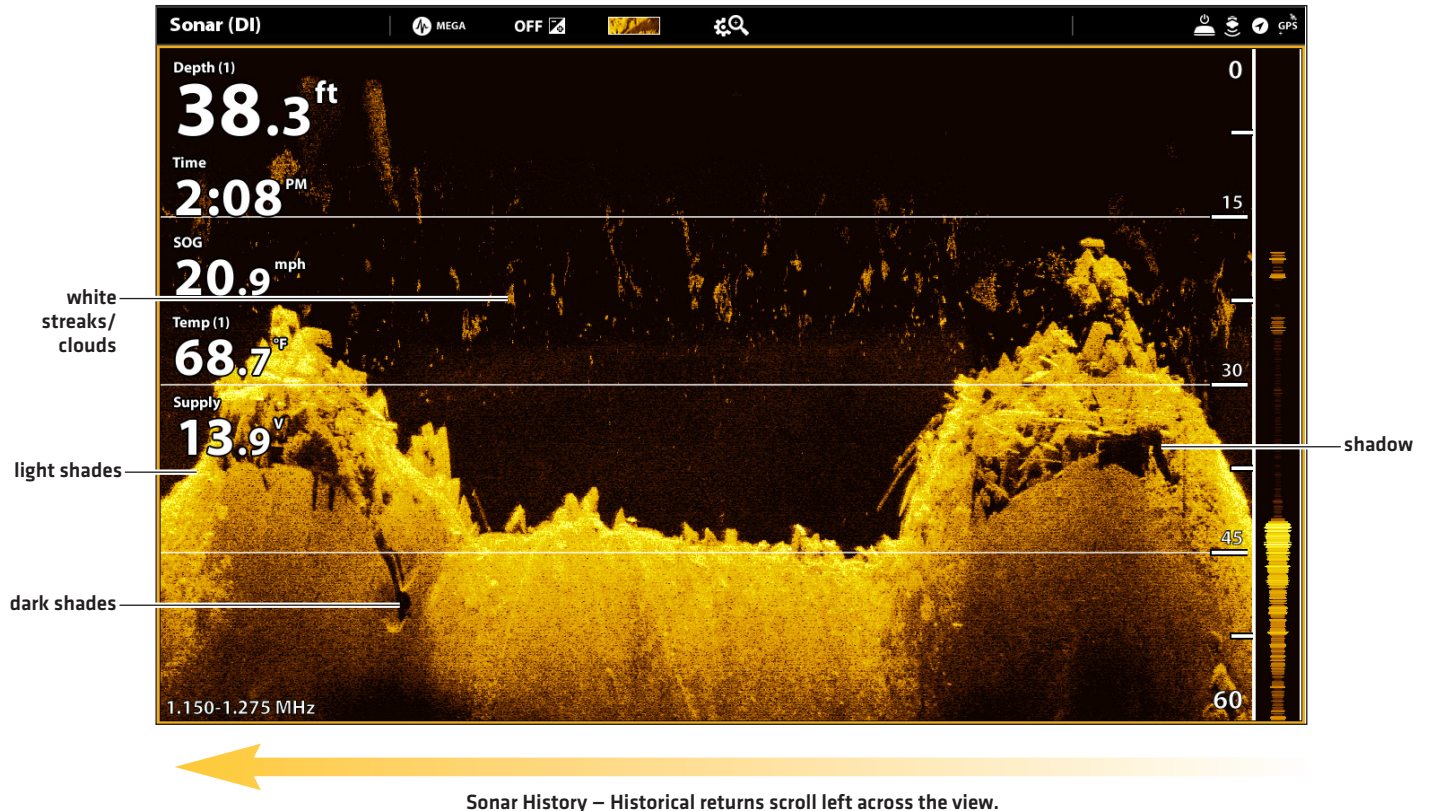 Sonar (DI)
MEGA
OFF
GPS
Depth (1)
38.3 ft
Time
2:08 PM
SOG
20.9 mph
Temp (1)
68.7 °F
Supply
13.9 V
1.150-1.275 MHz
0
15
30
45
60
white
streaks/
clouds
light shades
dark shades
shadow
Sonar History – Historical returns scroll left across the view.